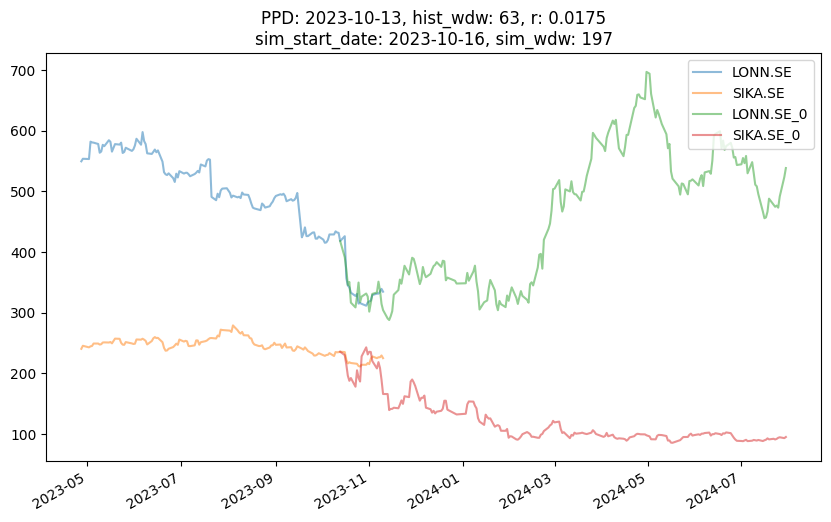 PPD: 2023-10-13, hist_wdw: 63, r: 0.0175
sim_start_date: 2023-10-16, sim_wdw: 197
LONN.SE
SIKA.SE
LONN.SE_0
SIKA.SE_0
700
600
500
400
300
200
100
2023-05
2023-07
2023-09
2023-11
2024-01
2024-03
2024-05
2024-07